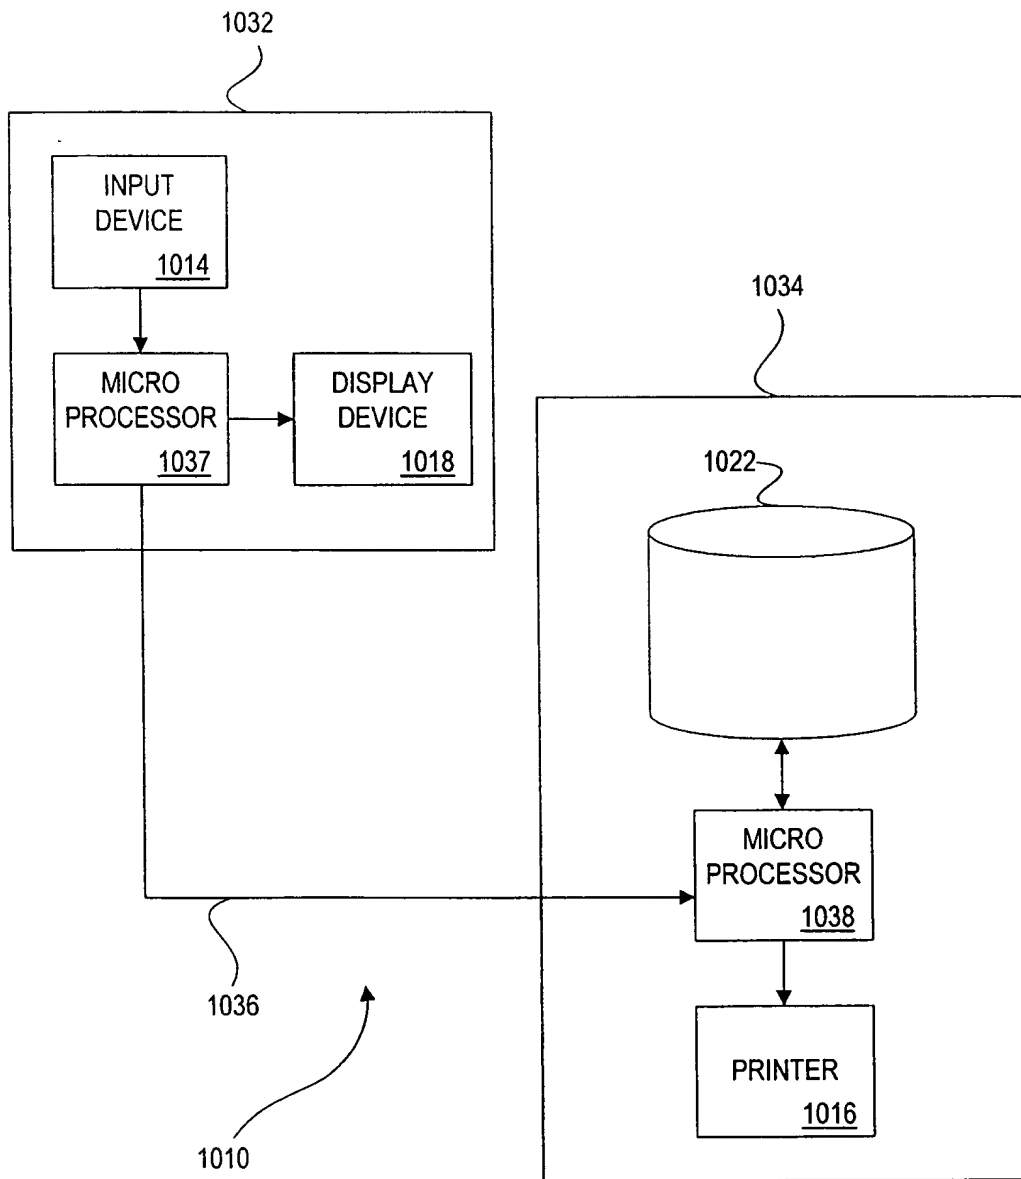 1032
INPUT
DEVICE
1014
MICRO
PROCESSOR
1037
DISPLAY
DEVICE
1018
1034
1022
MICRO
PROCESSOR
1038
1036
PRINTER
1016
1010